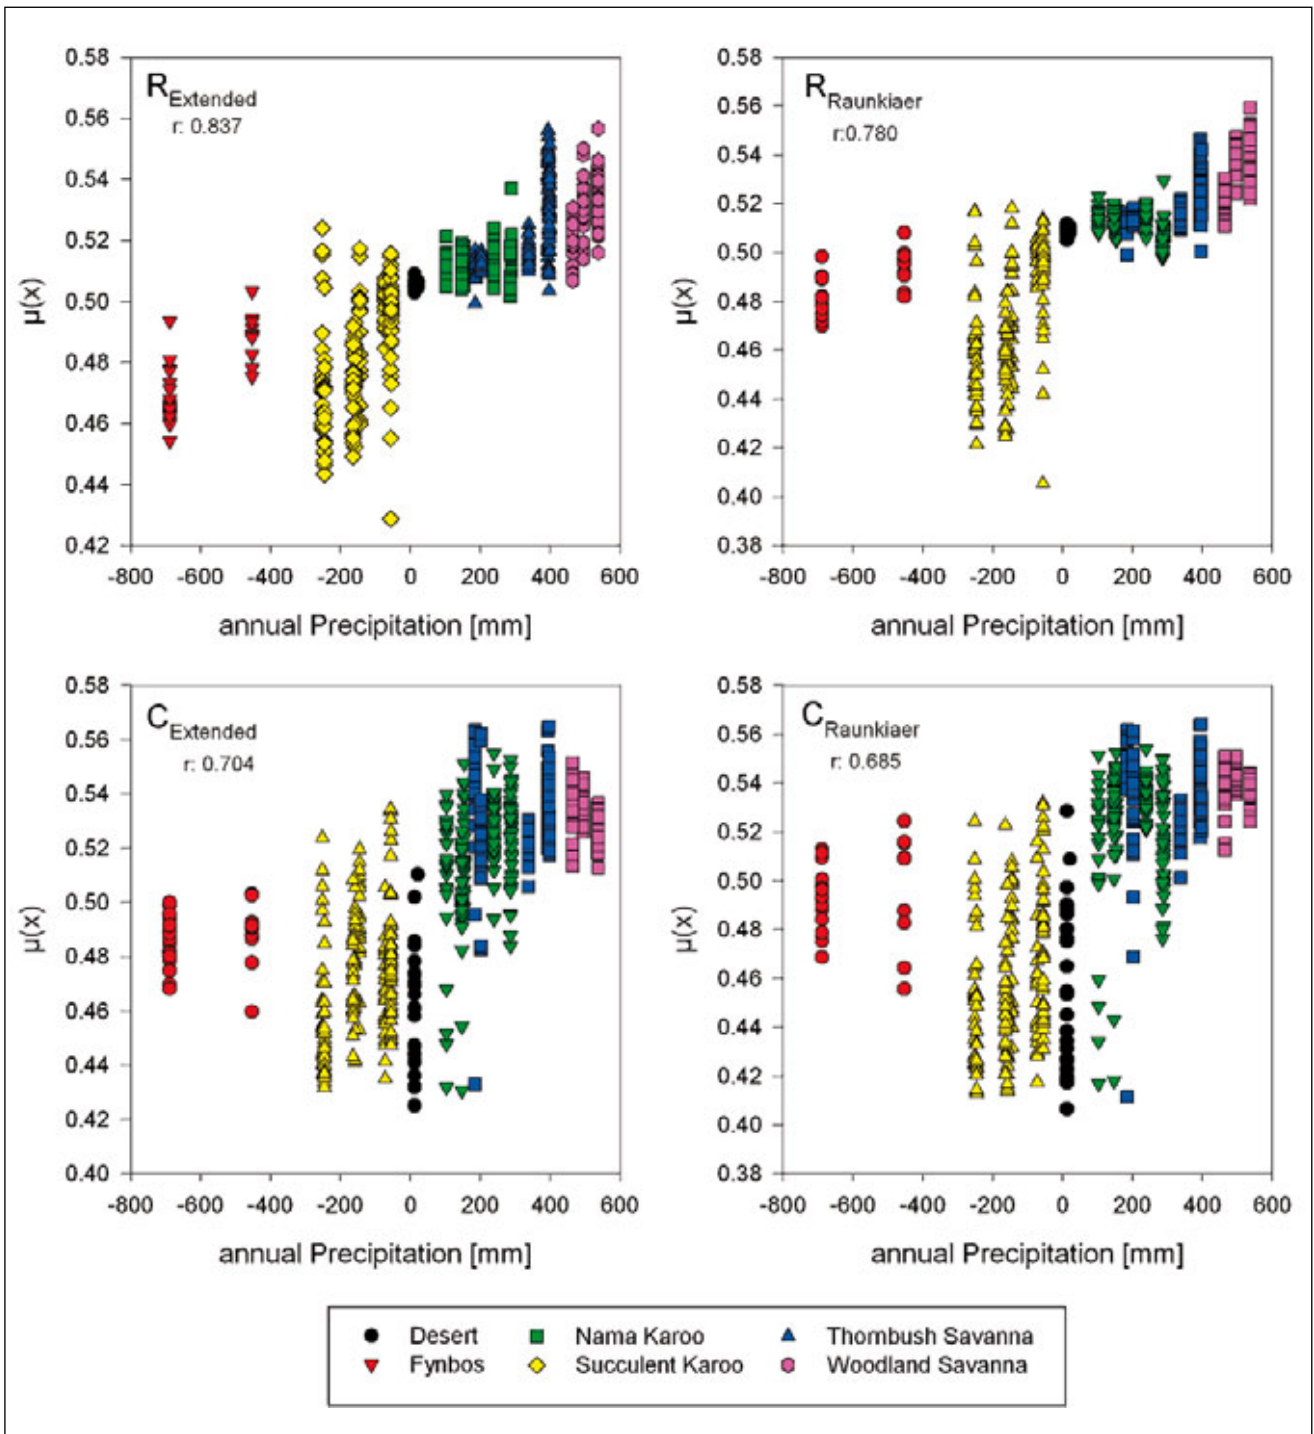 R Extended
r: 0.837
0.58
0.56
0.54
0.52
0.50
0.48
0.46
0.44
0.42
μ(x)
-800 -600 -400 -200 0 200 400 600
annual Precipitation [mm]
R Raunkiaer
r:0.780
0.58
0.56
0.54
0.52
0.50
0.48
0.46
0.44
0.42
0.40
0.38
μ(x)
-800 -600 -400 -200 0 200 400 600
annual Precipitation [mm]
C Extended
r: 0.704
0.58
0.56
0.54
0.52
0.50
0.48
0.46
0.44
0.42
0.40
μ(x)
-800 -600 -400 -200 0 200 400 600
annual Precipitation [mm]
C Raunkiaer
r: 0.685
0.58
0.56
0.54
0.52
0.50
0.48
0.46
0.44
0.42
0.40
0.38
μ(x)
-800 -600 -400 -200 0 200 400 600
annual Precipitation [mm]
Desert Nama Karoo Thornbush Savanna
Fynbos Succulent Karoo Woodland Savanna